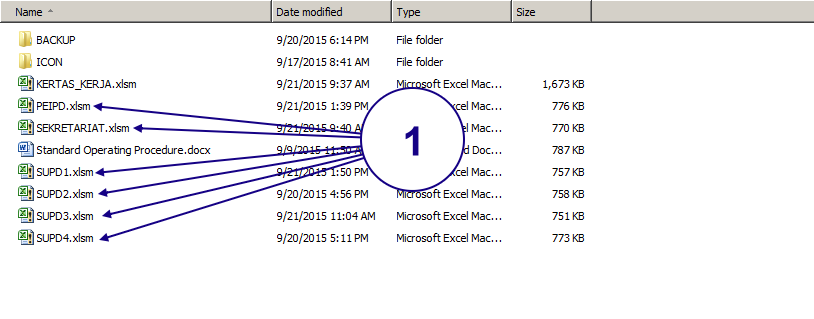 Name Date modified Type Size
BACKUP 9/20/2015 6:14 PM File folder
ICON 9/17/2015 8:41 AM File folder
KERTAS_KERJA.xlsm 9/21/2015 9:37 AM Microsoft Excel Mac... 1,673 KB
PEIPD.xlsm 9/21/2015 1:39 PM Microsoft Excel Mac... 776 KB
SEKRETARIAT.xlsm 9/21/2015 9:40 Excel Mac... 770 KB
1
Standard Operating Procedure.docx 9/9/2015 11:50 Doc... 787 KB
SUPD1.xlsm 9/21/2015 1:50 PM Microsoft Excel Mac... 757 KB
SUPD2.xlsm 9/20/2015 4:56 PM Microsoft Excel Mac... 758 KB
SUPD3.xlsm 9/21/2015 11:04 AM Microsoft Excel Mac... 751 KB
SUPD4.xlsm 9/20/2015 5:11 PM Microsoft Excel Mac... 773 KB